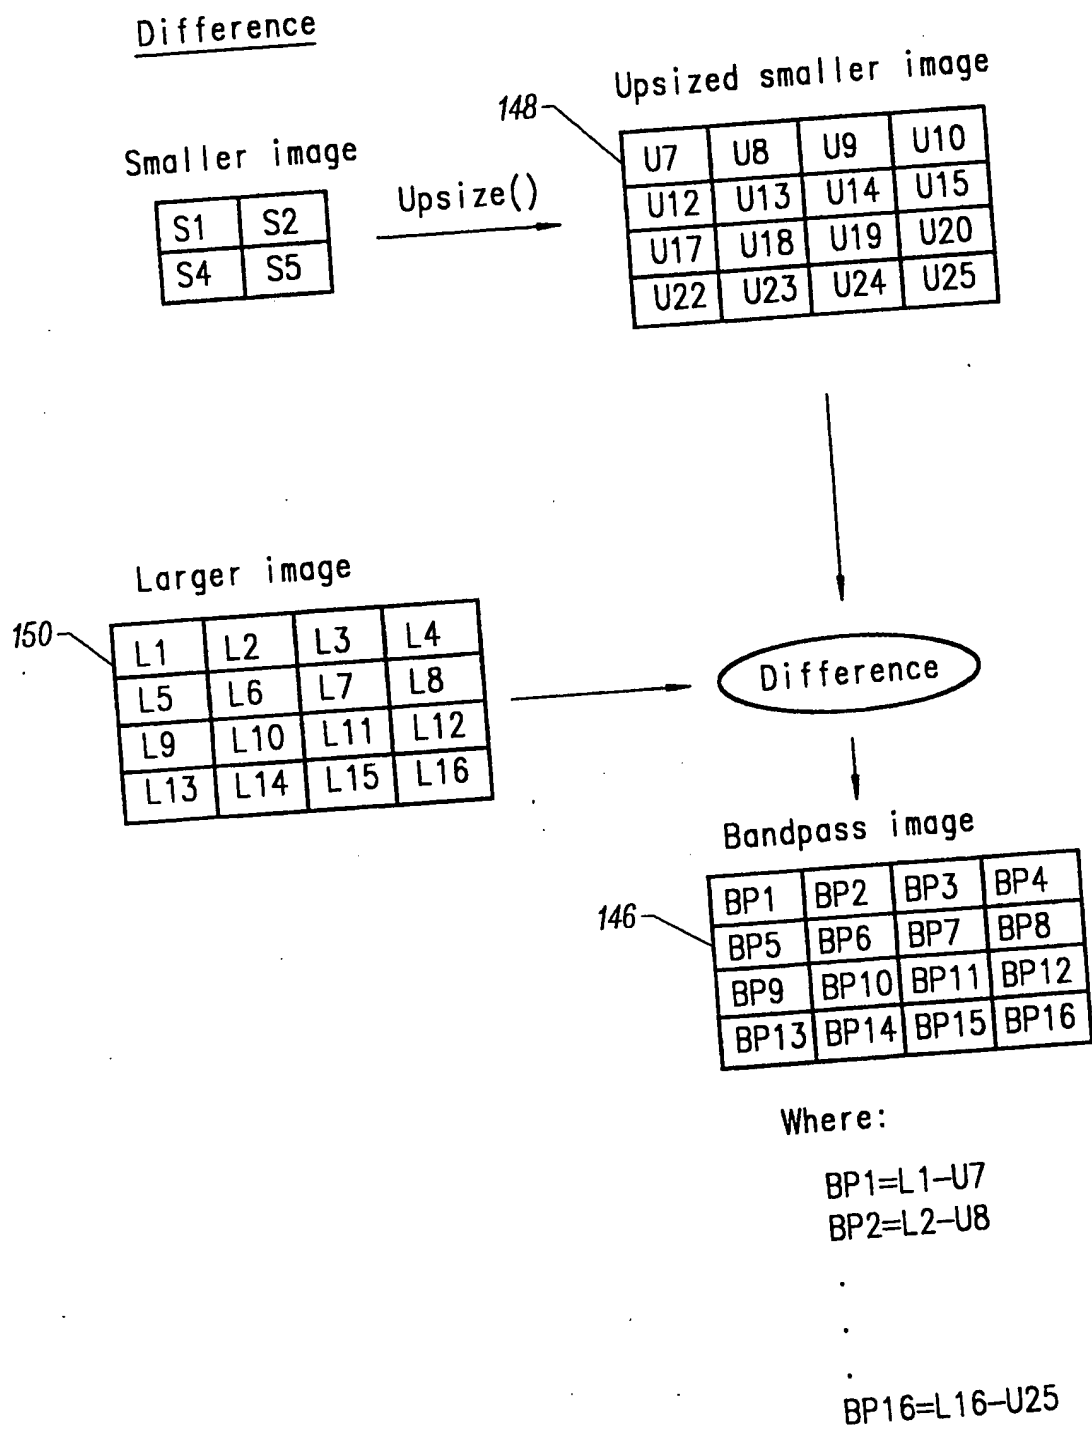 Difference
Upsized smaller image
148
U7 U8 U9 U10
U12 U13 U14 U15
U17 U18 U19 U20
U22 U23 U24 U25
Smaller image
S1 S2
S4 S5
Upsize()
Larger image
150
L1 L2 L3 L4
L5 L6 L7 L8
L9 L10 L11 L12
L13 L14 L15 L16
Difference
Bandpass image
146
BP1 BP2 BP3 BP4
BP5 BP6 BP7 BP8
BP9 BP10 BP11 BP12
BP13 BP14 BP15 BP16
Where:
BP1=L1-U7
BP2=L2-U8
.
.
.
BP16=L16-U25